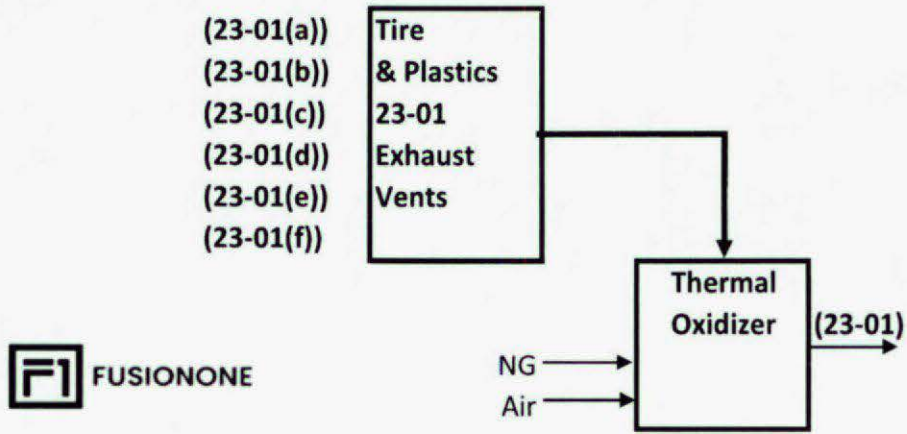 (23-01(a)) Tire
(23-01(b)) & Plastics
(23-01(c)) 23-01
(23-01(d)) Exhaust
(23-01(e)) Vents
(23-01(f))
Thermal
Oxidizer (23-01)
NG
Air
F1 FUSIONONE